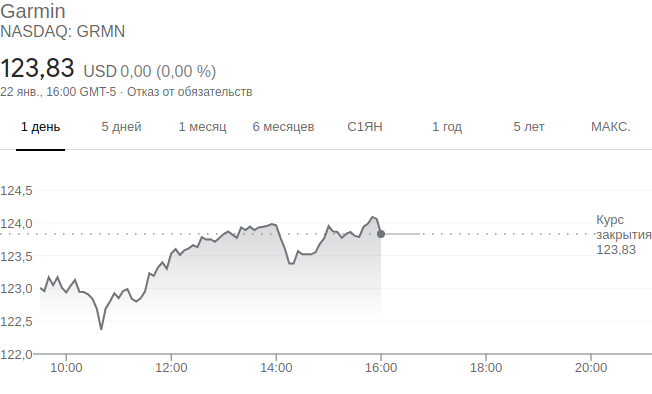 Garmin
NASDAQ: GRMN
123,83 USD 0,00 (0,00 %)
22 янв., 16:00 GMT-5 · Отказ от обязательств
1 день 5 дней 1 месяц 6 месяцев С1ЯН 1 год 5 лет МАКС.
124,5
124,0
123,5
123,0
122,5
122,0
Курс
закрытия
123,83
10:00 12:00 14:00 16:00 18:00 20:00